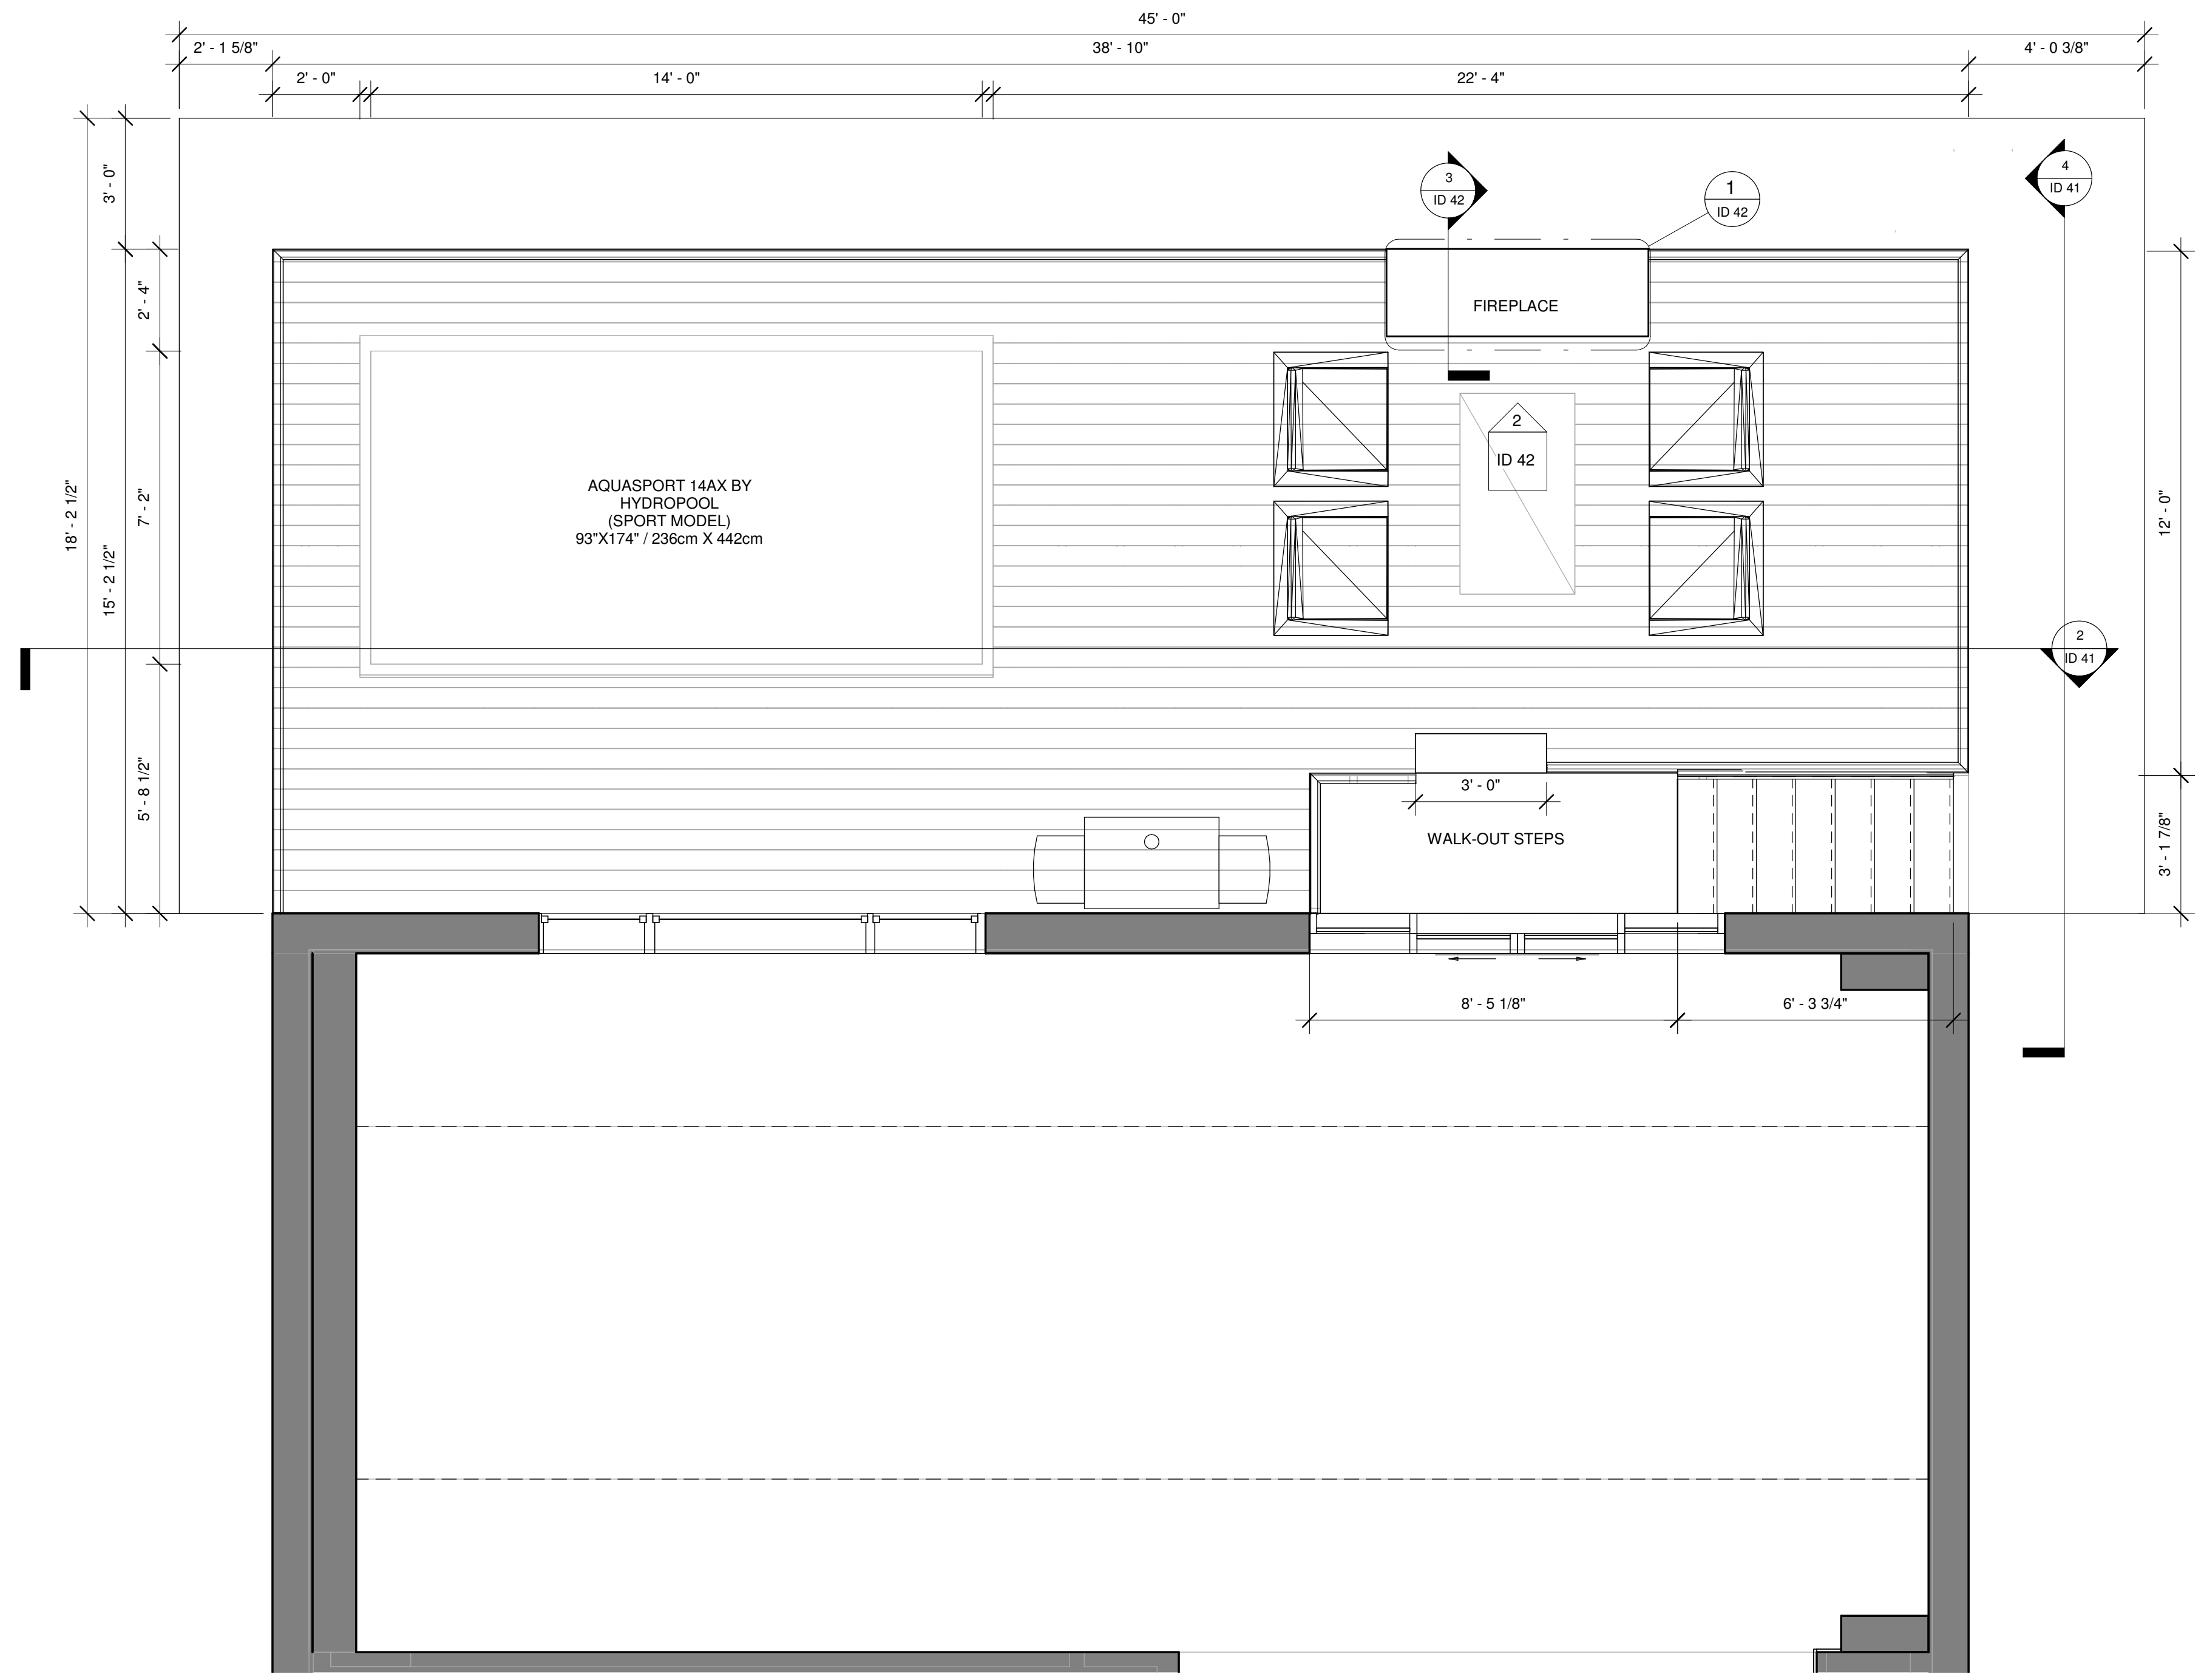 45' - 0"
2' - 1 5/8"
38' - 10"
4' - 0 3/8"
2' - 0"
14' - 0"
22' - 4"
3' - 0"
2' - 4"
7' - 2"
18' - 2 1/2"
15' - 2 1/2"
5' - 8 1/2"
3
ID 42
1
ID 42
4
ID 41
FIREPLACE
2
ID 42
AQUASPORT 14AX BY
HYDROPOOL
(SPORT MODEL)
93"X174" / 236cm X 442cm
12' - 0"
2
ID 41
3' - 0"
WALK-OUT STEPS
3' - 1 7/8"
8' - 5 1/8"
6' - 3 3/4"